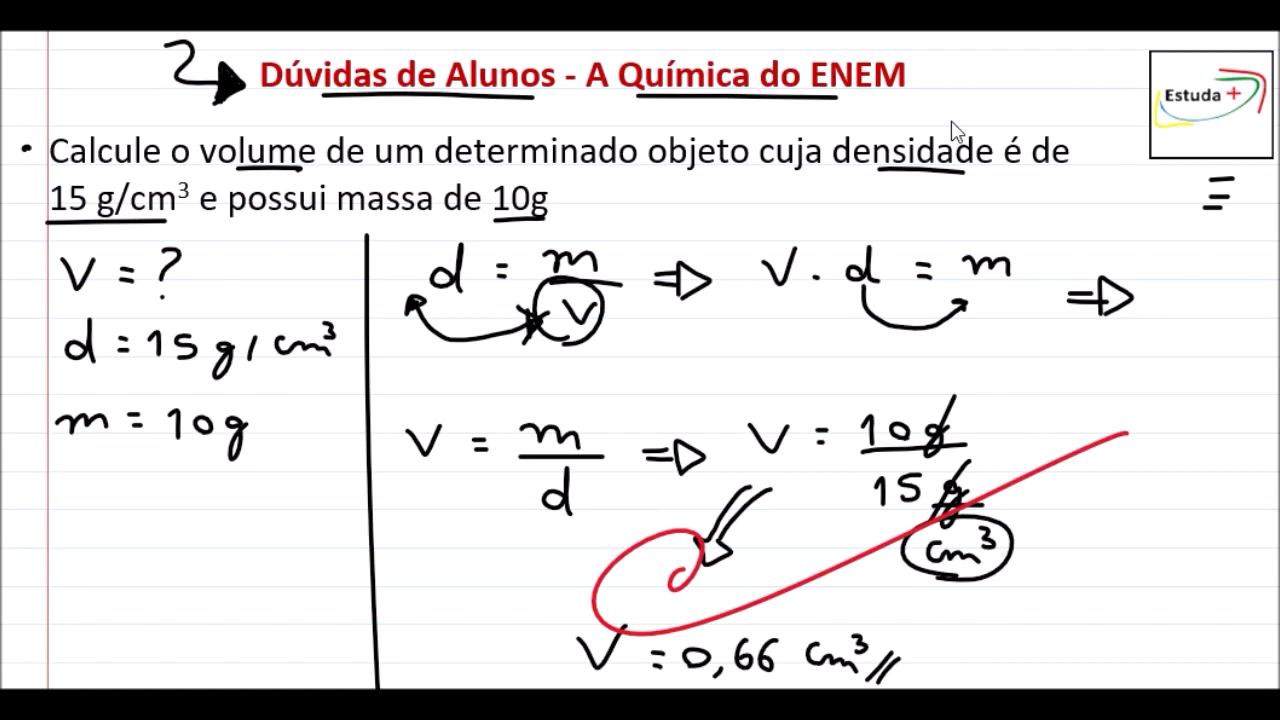 Dúvidas de Alunos - A Química do ENEM
Estuda +
• Calcule o volume de um determinado objeto cuja densidade é de
15 g/cm³ e possui massa de 10g
V = ?
d = 15 g/cm³
m = 10g
d = m/V ⇒ V . d = m ⇒
V = m/d ⇒ V = 10g/15 g/cm³
V = 0,66 cm³//